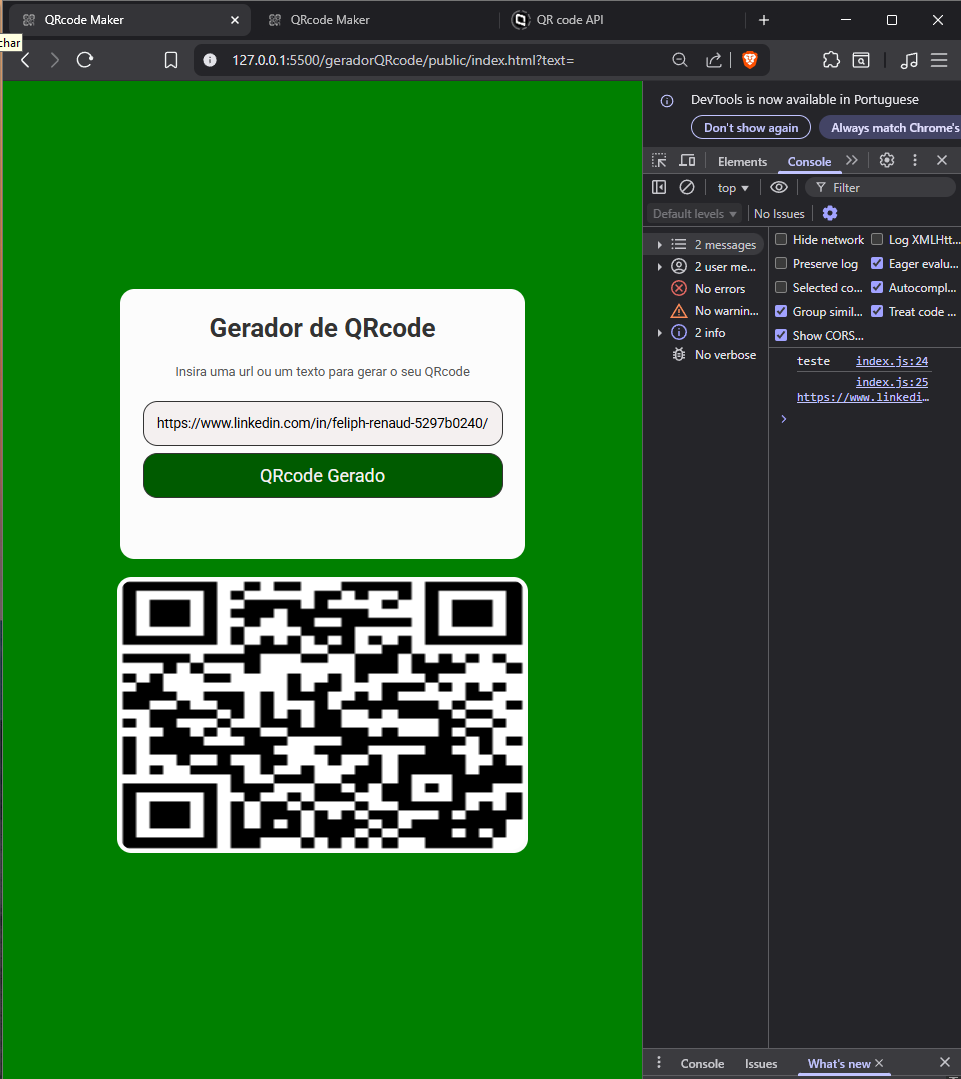 QRcode Maker
QRcode Maker
QR code API
char
127.0.0.1:5500/geradorQRcode/public/index.html?text=
Gerador de QRcode
Insira uma url ou um texto para gerar o seu QRcode
https://www.linkedin.com/in/feliph-renaud-5297b0240/
QRcode Gerado
DevTools is now available in Portuguese
Don't show again
Always match Chrome's
Elements
Console
top
Filter
Default levels
No Issues
2 messages
2 user me...
No errors
No warnin...
2 info
No verbose
Hide network
Log XMLHtt...
Preserve log
Eager evalu...
Selected co...
Autocompl...
Group simil...
Treat code ...
Show CORS...
teste index.js:24
index.js:25
https://www.linkedi…
Console
Issues
What's new